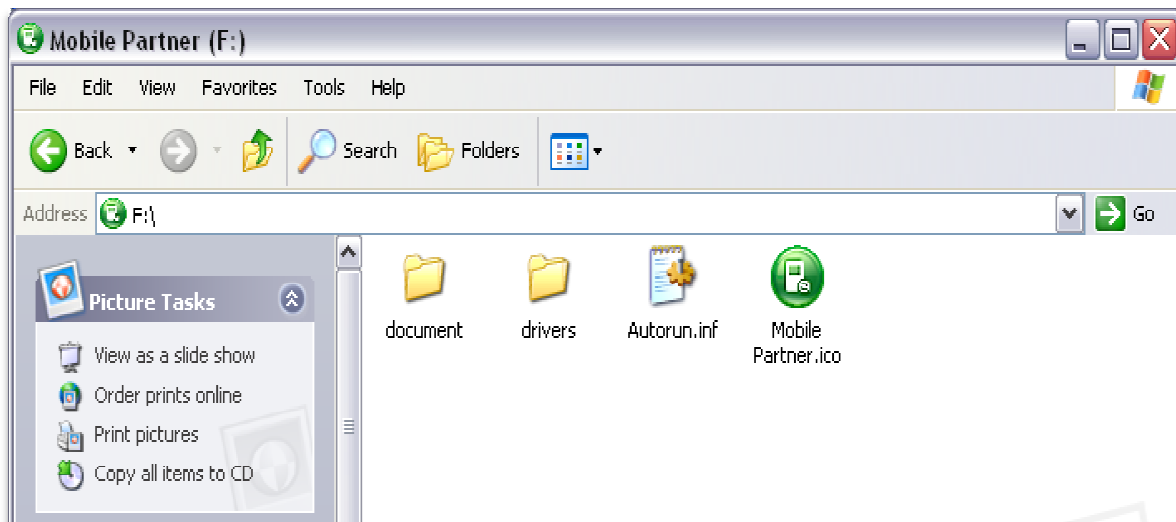 Mobile Partner (F:)
File Edit View Favorites Tools Help
Back Search Folders
Address F:\ Go
Picture Tasks
View as a slide show
Order prints online
Print pictures
Copy all items to CD
document drivers Autorun.inf Mobile
Partner.ico